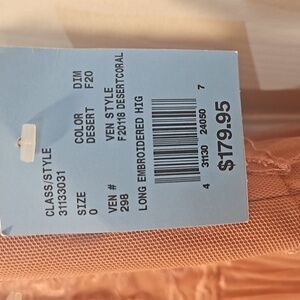 CLASS/STYLE
31133031
SIZE COLOR DIM
0 DESERT F20
VEN # VEN STYLE
298 F20118 DESERTCORAL
LONG EMBROIDERED HIG
4 31130 24050 7
$179.95